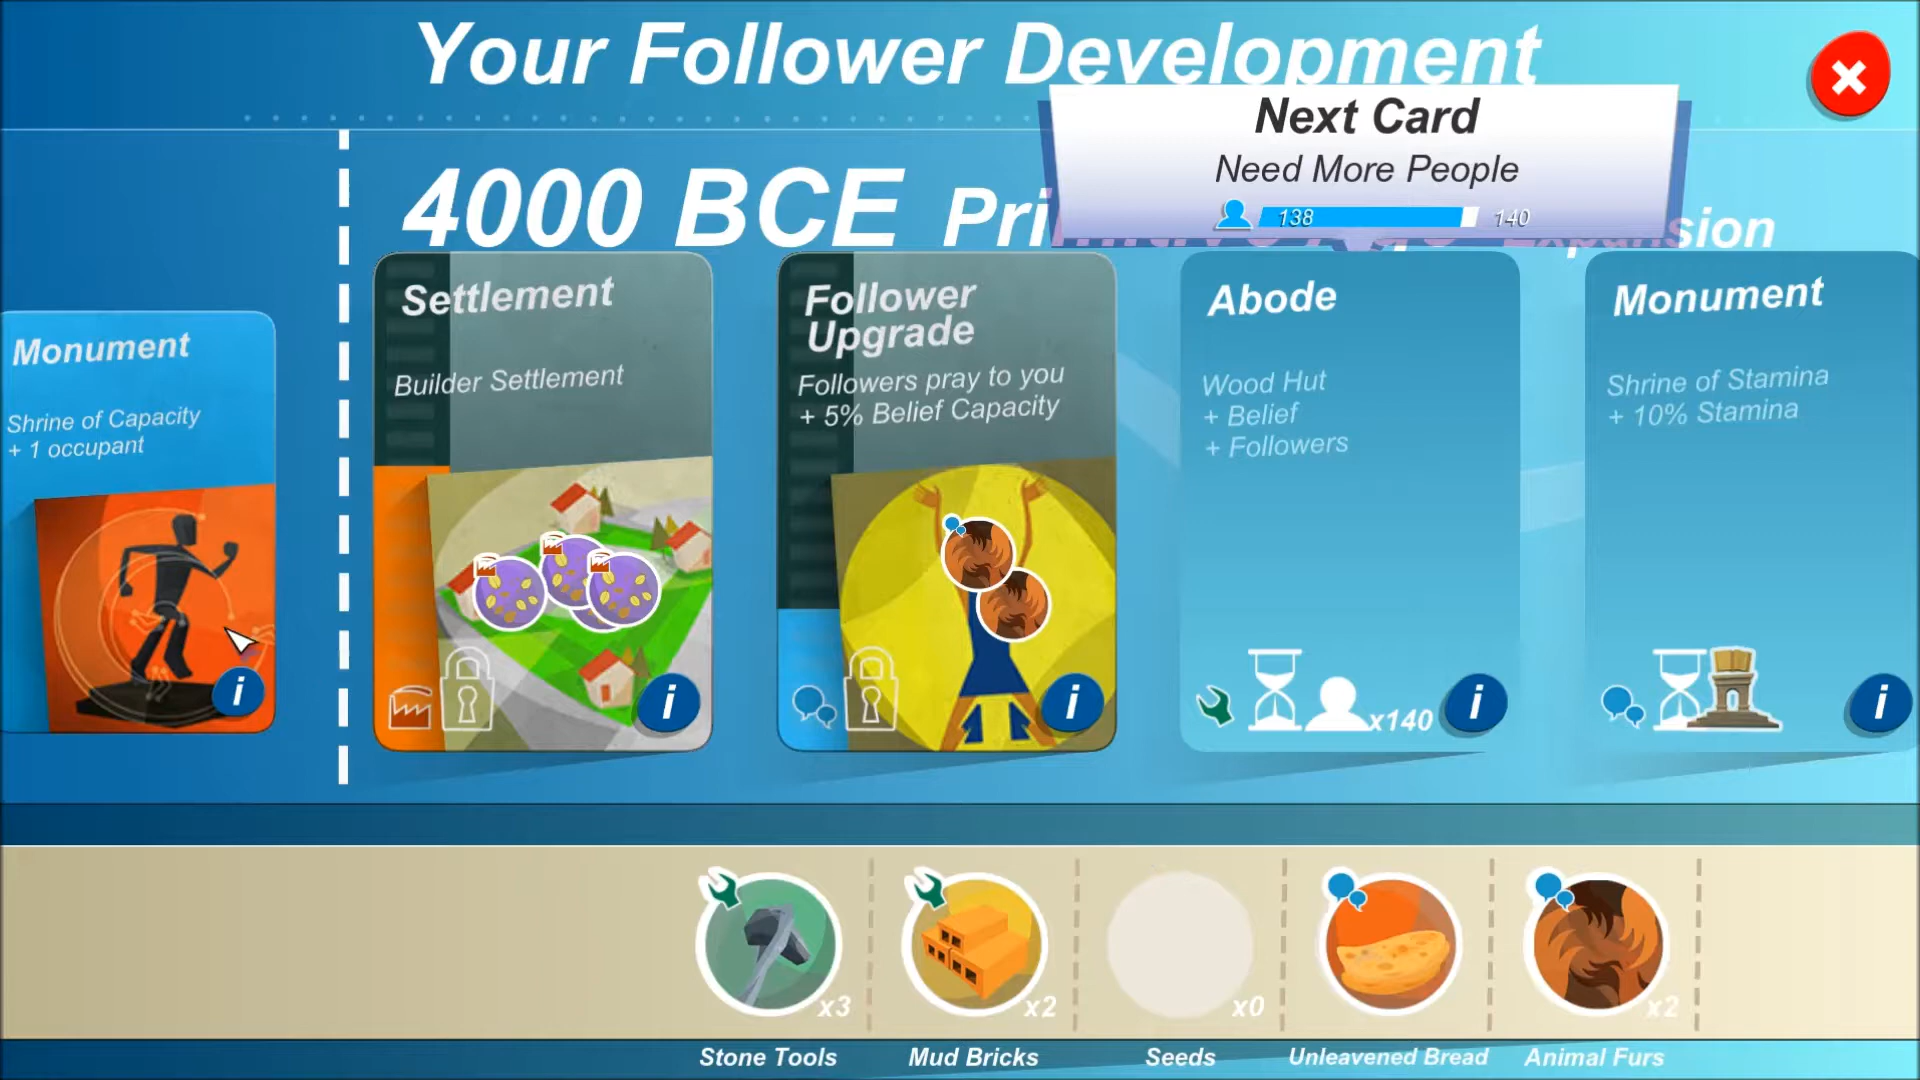 Your Follower Development
Next Card
Need More People
138 140
4000 BCE
sion
Monument
Shrine of Capacity
+ 1 occupant
Settlement
Builder Settlement
Follower
Upgrade
Followers pray to you
+ 5% Belief Capacity
Abode
Wood Hut
+ Belief
+ Followers
x140
Monument
Shrine of Stamina
+ 10% Stamina
i
i
i
i
i
x3
x2
x0
x2
Stone Tools
Mud Bricks
Seeds
Unleavened Bread
Animal Furs